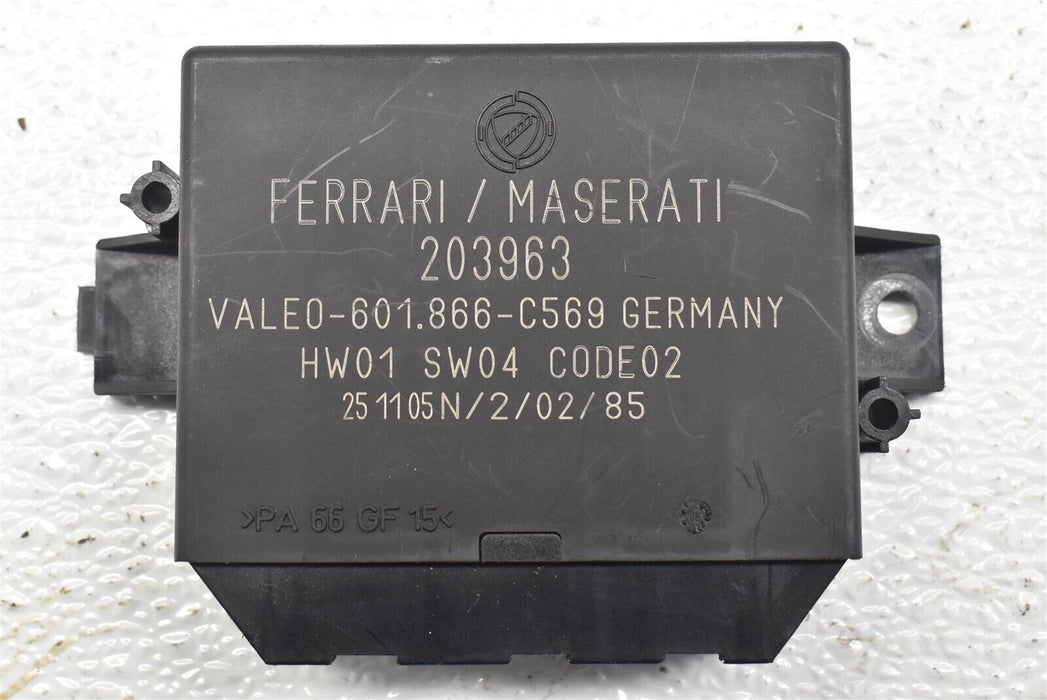 FERRARI / MASERATI
203963
VALEO-601.866-C569 GERMANY
HW01 SW04 CODE02
25 11 05 N/2/02/85
>PA 66 GF 15<